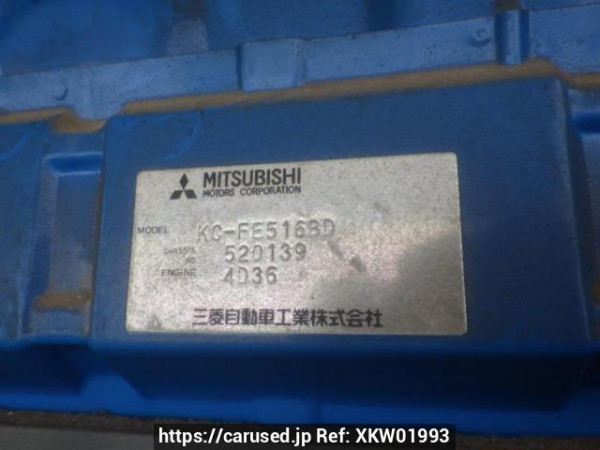 MITSUBISHI
MOTORS CORPORATION
MODEL KC-FE516BD
CHASSIS NO. 520139
ENGINE 4D36
三菱自動車工業株式会社
https://carused.jp Ref: XKW01993